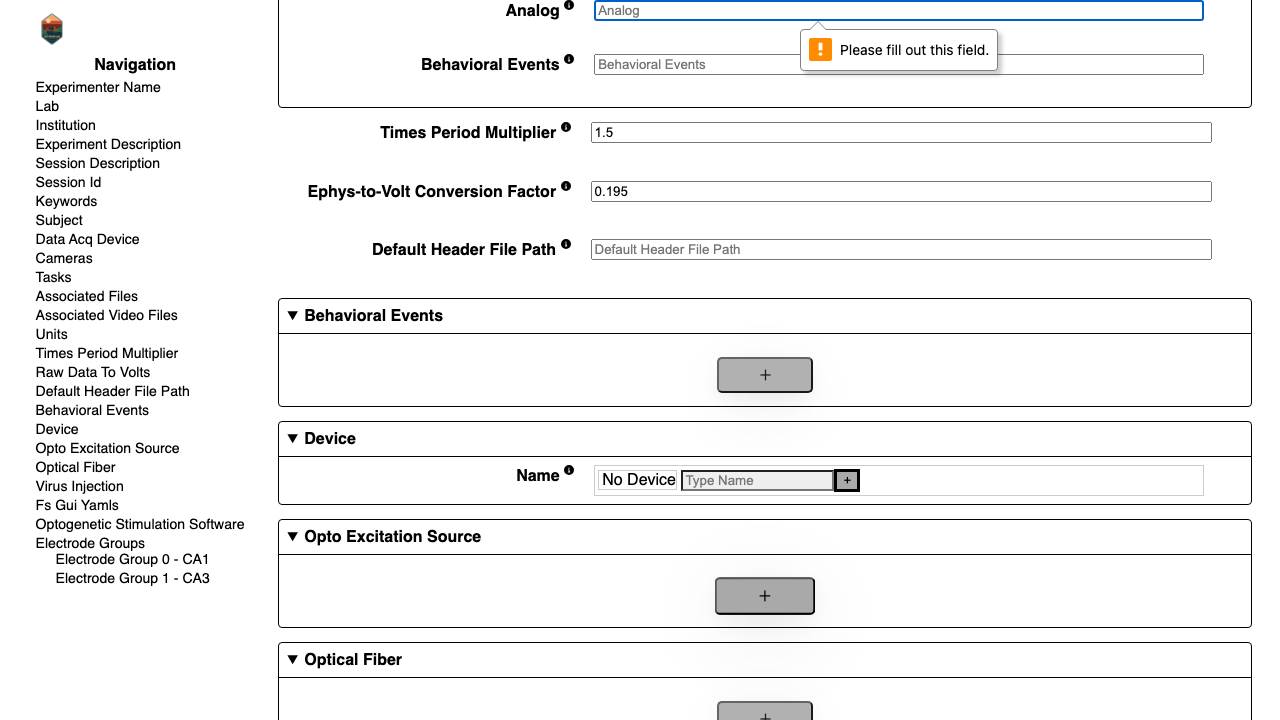 Navigation
Experimenter Name
Lab
Institution
Experiment Description
Session Description
Session Id
Keywords
Subject
Data Acq Device
Cameras
Tasks
Associated Files
Associated Video Files
Units
Times Period Multiplier
Raw Data To Volts
Default Header File Path
Behavioral Events
Device
Opto Excitation Source
Optical Fiber
Virus Injection
Fs Gui Yamls
Optogenetic Stimulation Software
Electrode Groups
Electrode Group 0 - CA1
Electrode Group 1 - CA3
Analog Analog
Please fill out this field.
Behavioral Events Behavioral Events
Times Period Multiplier 1.5
Ephys-to-Volt Conversion Factor 0.195
Default Header File Path Default Header File Path
Behavioral Events
+
Device
Name No Device Type Name +
Opto Excitation Source
+
Optical Fiber
+